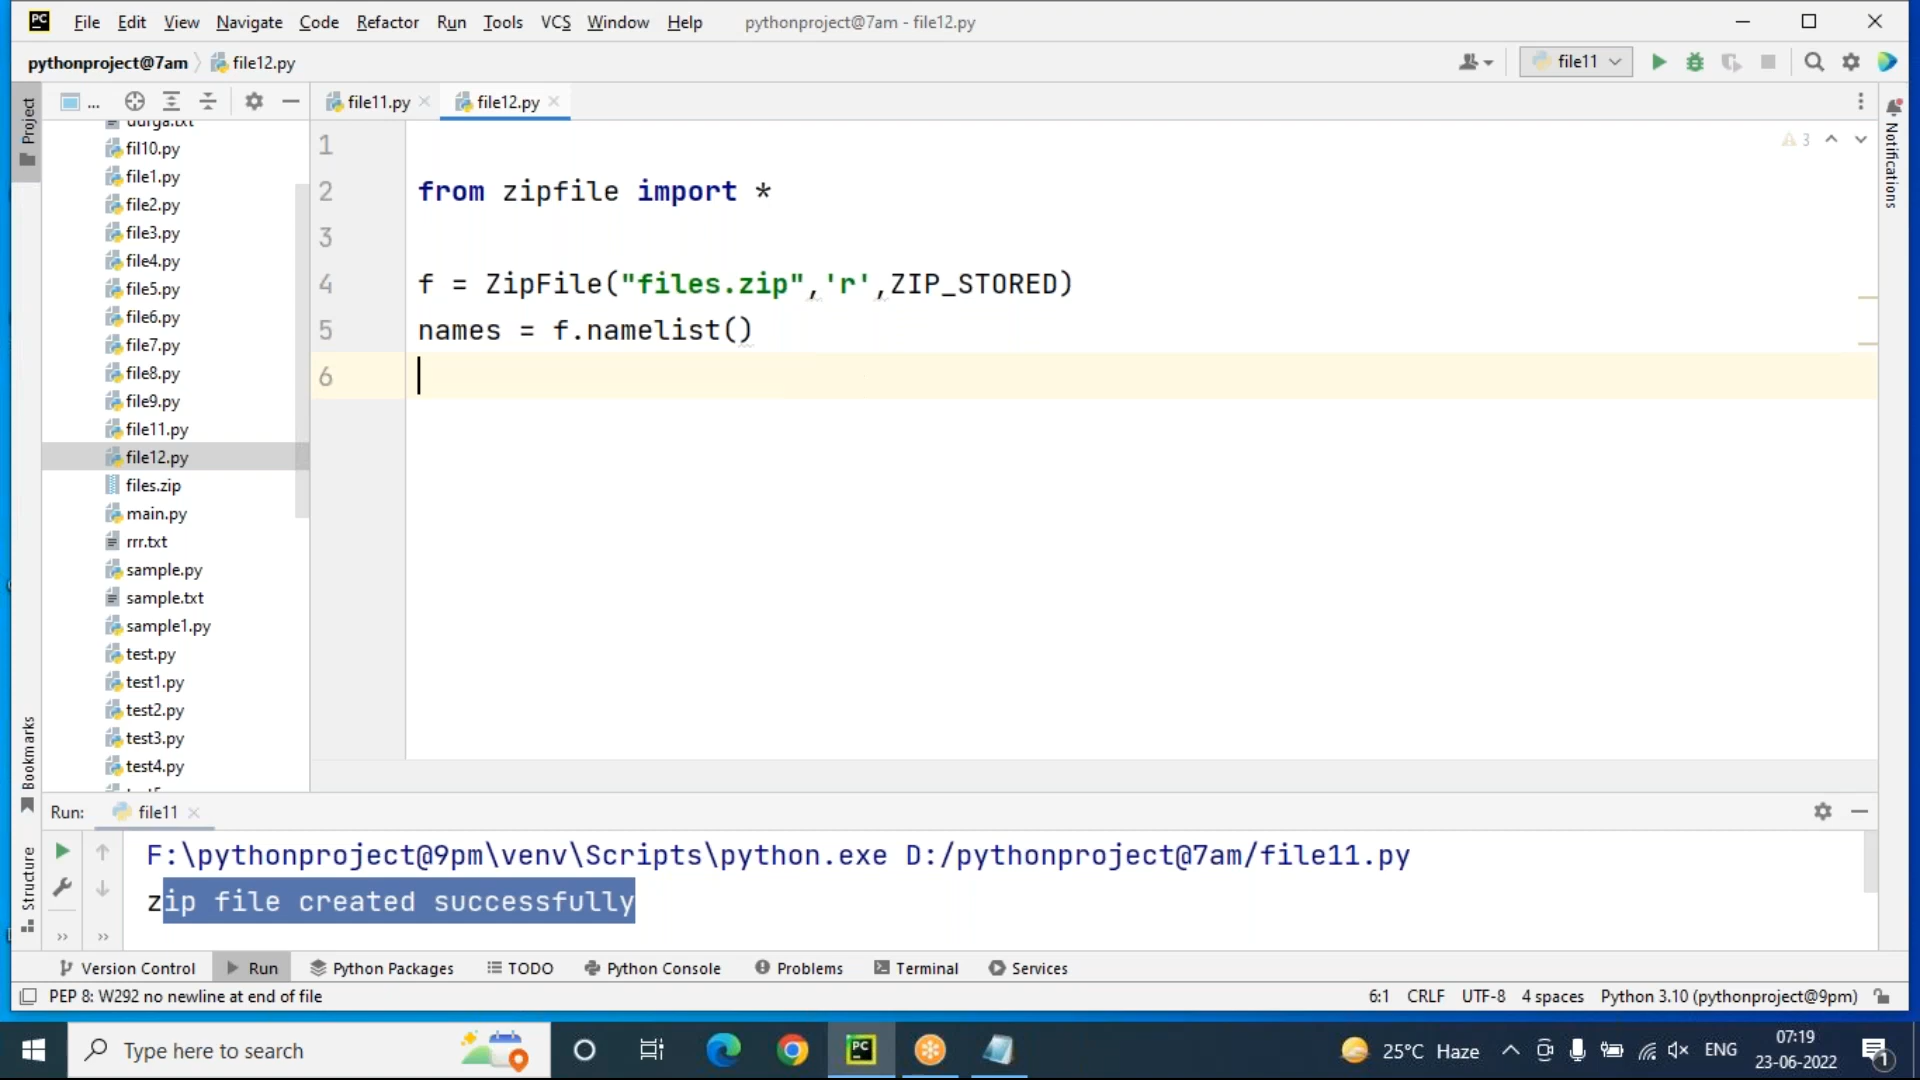 PC File Edit View Navigate Code Refactor Run Tools VCS Window Help pythonproject@7am - file12.py
pythonproject@7am file12.py file11
Project
...
file11.py
file12.py
Notifications
durga.txt
fil10.py
file1.py
file2.py
file3.py
file4.py
file5.py
file6.py
file7.py
file8.py
file9.py
file11.py
file12.py
files.zip
main.py
rrr.txt
sample.py
sample.txt
sample1.py
test.py
test1.py
test2.py
test3.py
test4.py
1
2 from zipfile import *
3
4 f = ZipFile("files.zip",'r',ZIP_STORED)
5 names = f.namelist()
6
3
Bookmarks
Structure
Run: file11
F:\pythonproject@9pm\venv\Scripts\python.exe D:/pythonproject@7am/file11.py
zip file created successfully
Version Control Run Python Packages TODO Python Console Problems Terminal Services
PEP 8: W292 no newline at end of file 6:1 CRLF UTF-8 4 spaces Python 3.10 (pythonproject@9pm)
Type here to search
PC
25°C Haze
ENG
07:19
23-06-2022
1